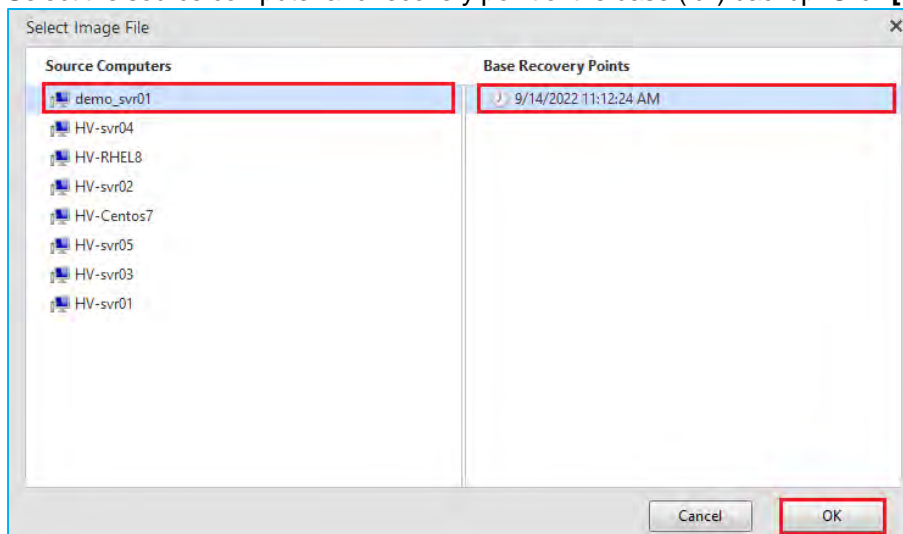 Select Image File
Source Computers
Base Recovery Points
demo_svr01
9/14/2022 11:12:24 AM
HV-svr04
HV-RHEL8
HV-svr02
HV-Centos7
HV-svr05
HV-svr03
HV-svr01
Cancel
OK